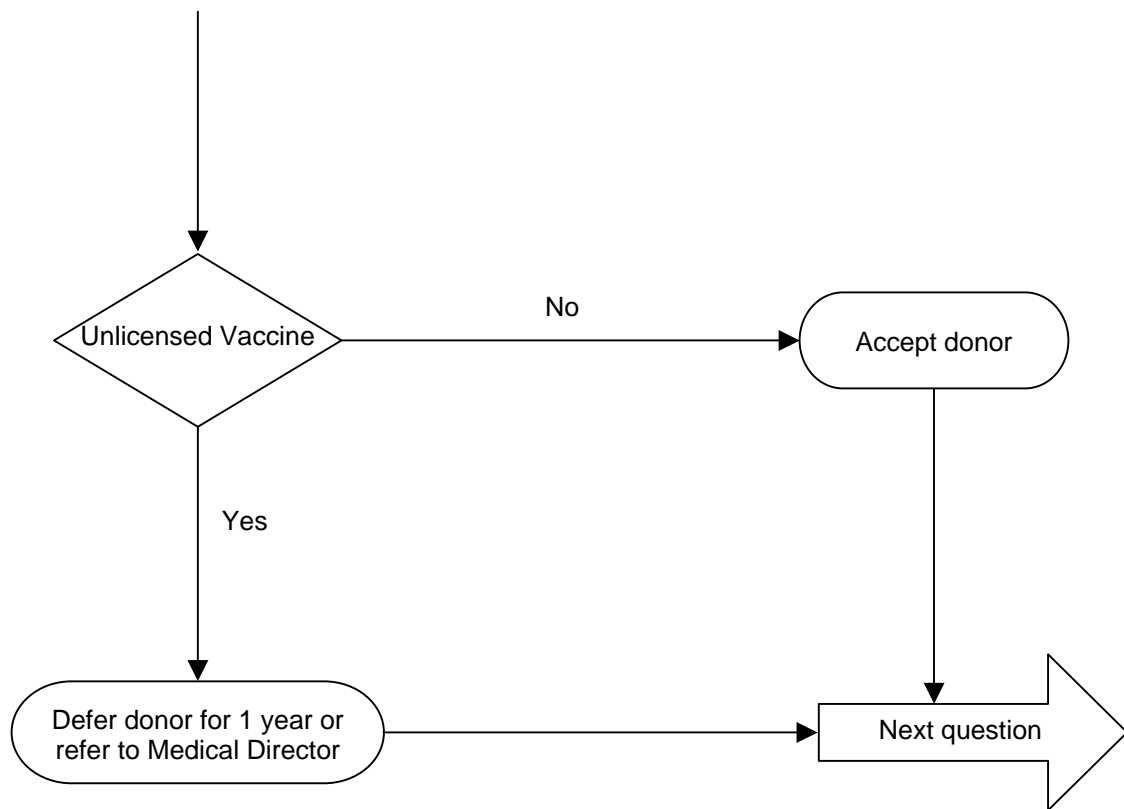 No
Unlicensed Vaccine
Accept donor
Yes
Defer donor for 1 year or
refer to Medical Director
Next question